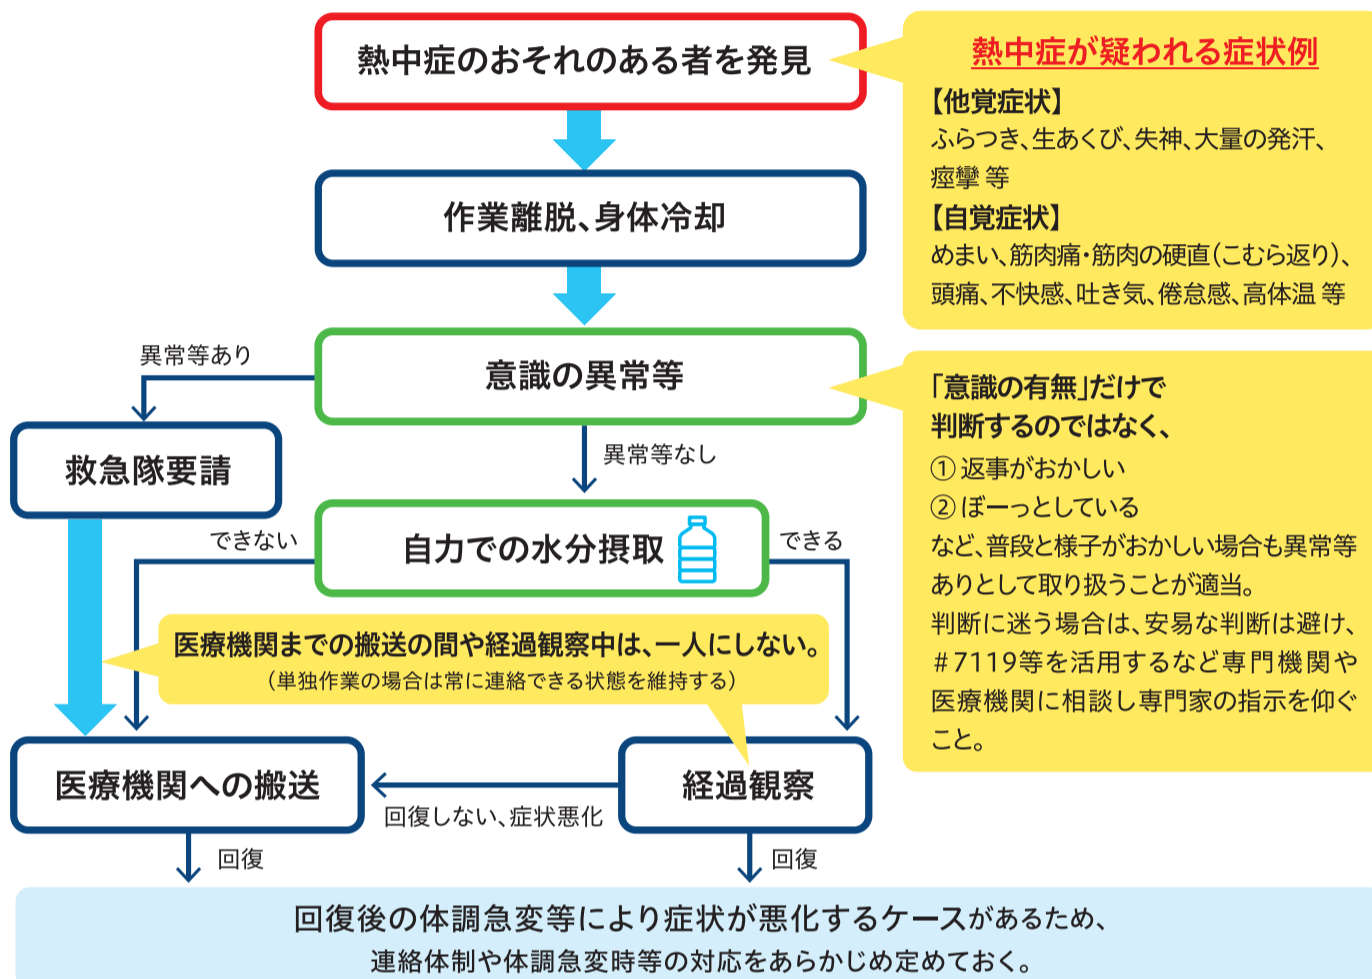 熱中症のおそれのある者を発見
熱中症が疑われる症状例
【他覚症状】
ふらつき、生あくび、失神、大量の発汗、
痙攣 等
【自覚症状】
めまい、筋肉痛・筋肉の硬直(こむら返り)、
頭痛、不快感、吐き気、倦怠感、高体温 等
作業離脱、身体冷却
意識の異常等
異常等あり
異常等なし
「意識の有無」だけで
判断するのではなく、
① 返事がおかしい
② ぼーっとしている
など、普段と様子がおかしい場合も異常等
ありとして取り扱うことが適当。
判断に迷う場合は、安易な判断は避け、
#7119等を活用するなど専門機関や
医療機関に相談し専門家の指示を仰ぐ
こと。
救急隊要請
自力での水分摂取
できない
できる
医療機関までの搬送の間や経過観察中は、一人にしない。
(単独作業の場合は常に連絡できる状態を維持する)
医療機関への搬送
経過観察
回復しない、症状悪化
回復
回復
回復後の体調急変等により症状が悪化するケースがあるため、
連絡体制や体調急変時等の対応をあらかじめ定めておく。